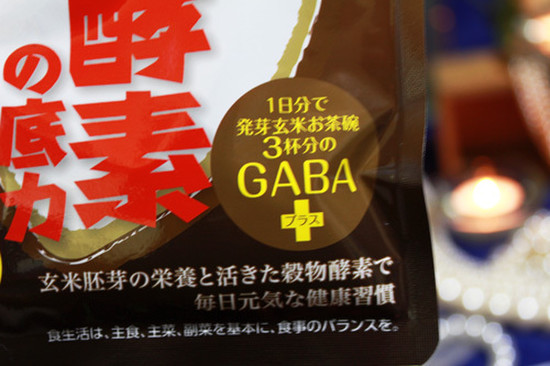 酵素
の底力
1日分で
発芽玄米お茶碗
3杯分の
GABA
プラス
玄米胚芽の栄養と活きた穀物酵素で
毎日元気な健康習慣
食生活は、主食、主菜、副菜を基本に、食事のバランスを。